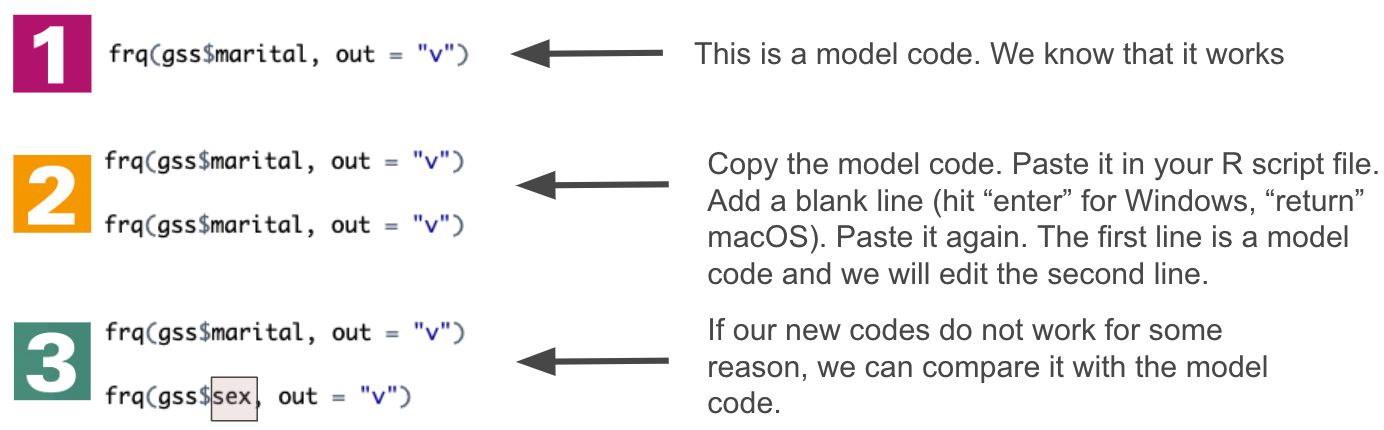 1
frq(gss$marital, out = "v")
This is a model code. We know that it works
2
frq(gss$marital, out = "v")
frq(gss$marital, out = "v")
Copy the model code. Paste it in your R script file.
Add a blank line (hit “enter” for Windows, “return”
macOS). Paste it again. The first line is a model
code and we will edit the second line.
3
frq(gss$marital, out = "v")
frq(gss$sex, out = "v")
If our new codes do not work for some
reason, we can compare it with the model
code.